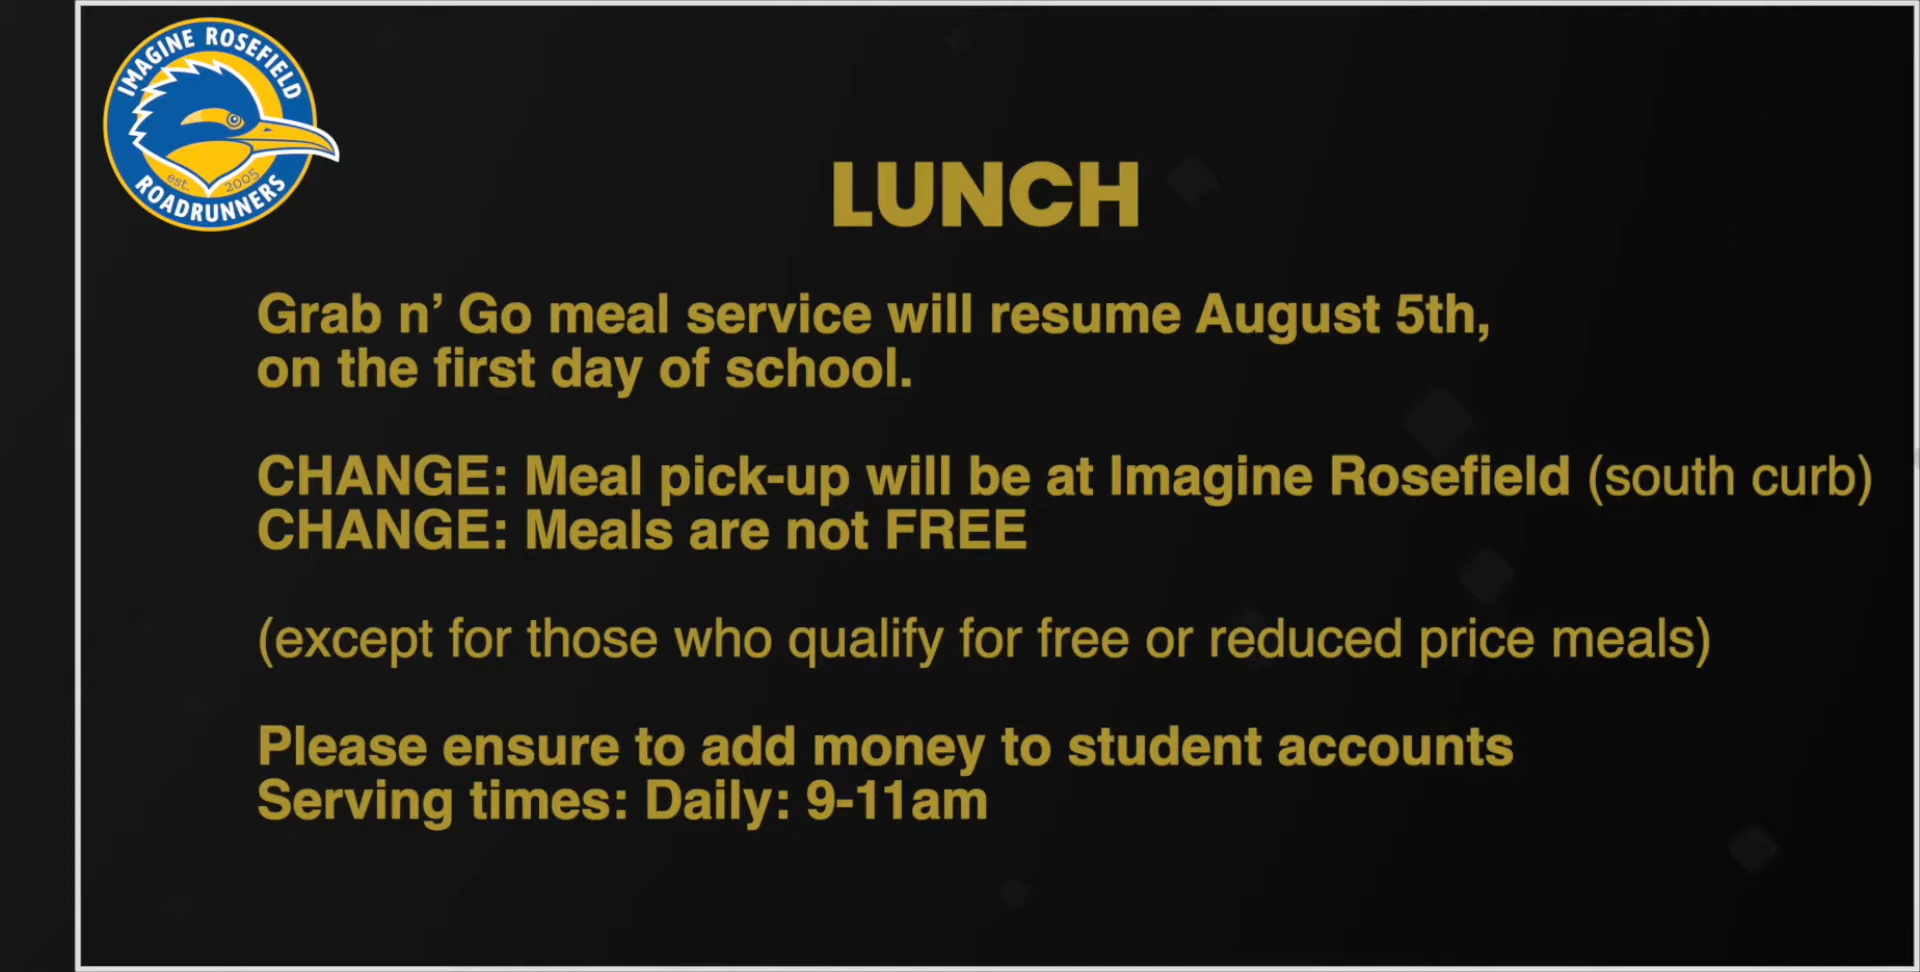 IMAGINE ROSEFIELD
est. 2005
ROADRUNNERS
LUNCH
Grab n’ Go meal service will resume August 5th,
on the first day of school.
CHANGE: Meal pick-up will be at Imagine Rosefield (south curb)
CHANGE: Meals are not FREE
(except for those who qualify for free or reduced price meals)
Please ensure to add money to student accounts
Serving times: Daily: 9-11am